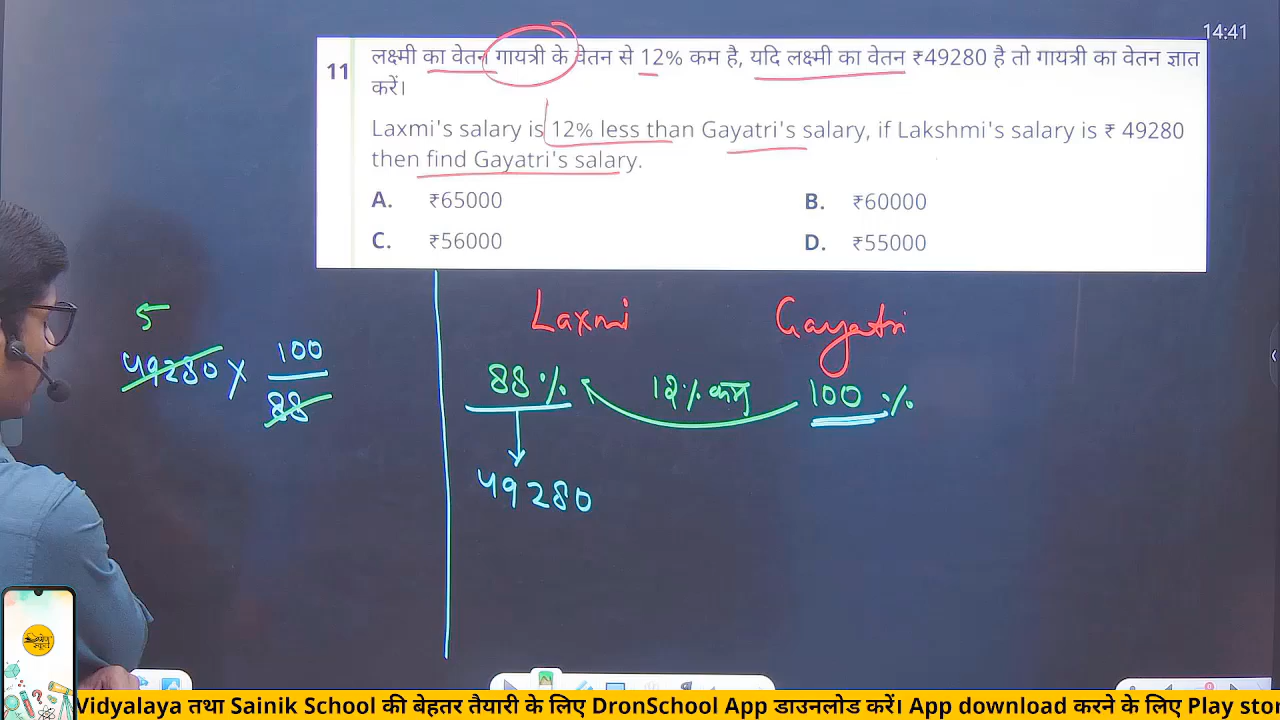 14:41
11 लक्ष्मी का वेतन गायत्री के वेतन से 12% कम है, यदि लक्ष्मी का वेतन ₹49280 है तो गायत्री का वेतन ज्ञात
करें।
Laxmi's salary is 12% less than Gayatri's salary, if Lakshmi's salary is ₹ 49280
then find Gayatri's salary.
A. ₹65000
B. ₹60000
C. ₹56000
D. ₹55000
Laxmi Gayatri
5
49280 × 100/88
88% 12% कम 100%
49280
Vidyalaya तथा Sainik School की बेहतर तैयारी के लिए DronSchool App डाउनलोड करें। App download करने के लिए Play stor